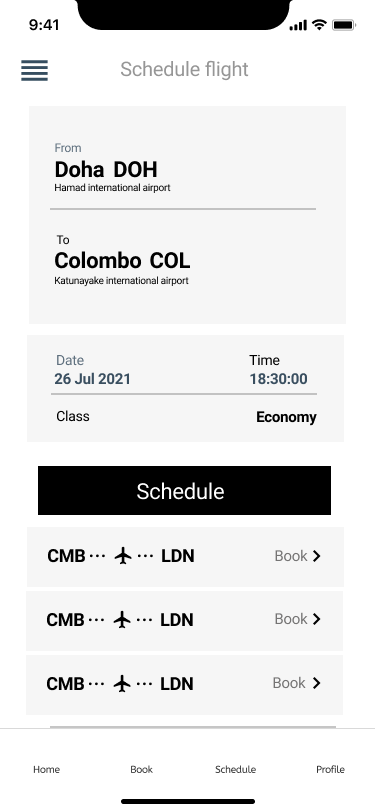 9:41
Schedule flight
From
Doha DOH
Hamad international airport
To
Colombo COL
Katunayake international airport
Date Time
26 Jul 2021 18:30:00
Class Economy
Schedule
CMB ··· ··· LDN Book
CMB ··· ··· LDN Book
CMB ··· ··· LDN Book
Home Book Schedule Profile